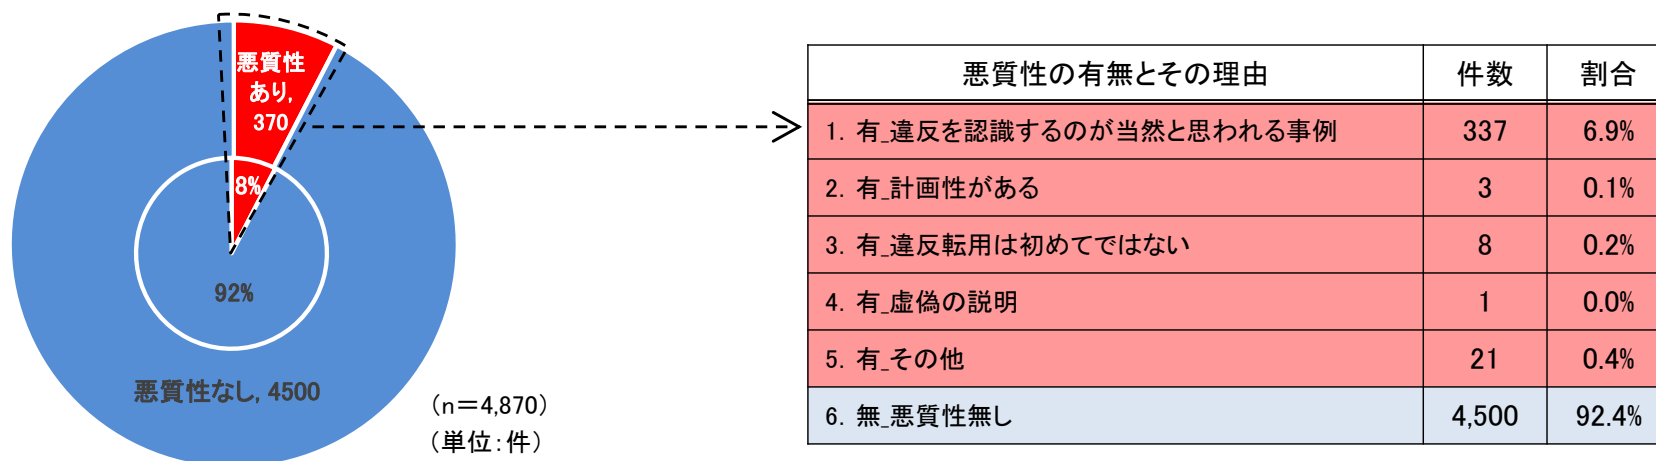 悪質性
あり,
370
8%
92%
悪質性なし, 4500
(n=4,870)
(単位:件)
悪質性の有無とその理由 件数 割合
1. 有_違反を認識するのが当然と思われる事例 337 6.9%
2. 有_計画性がある 3 0.1%
3. 有_違反転用は初めてではない 8 0.2%
4. 有_虚偽の説明 1 0.0%
5. 有_その他 21 0.4%
6. 無_悪質性無し 4,500 92.4%